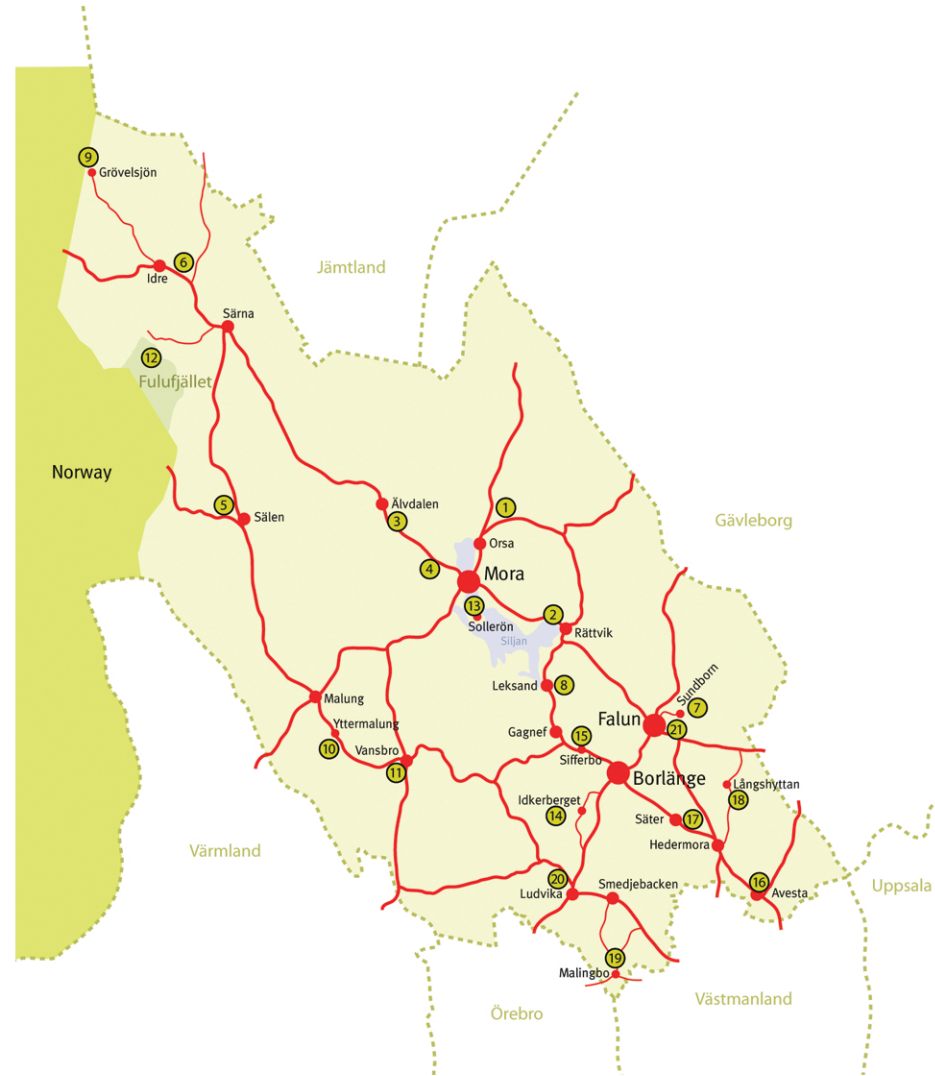 9
Grövelsjön
6
Idre
Jämtland
Särna
12
Fulufjället
Norway
5
Sälen
Älvdalen
3
1
Gävleborg
Orsa
4
Mora
13
Sollerön
2
Siljan
Rättvik
Leksand
8
Malung
Sundborn
7
Falun
21
Yttermalung
10
Vansbro
11
Gagnef
15
Sifferbo
Borlänge
Långshyttan
18
Idkerberget
14
Säter
17
Hedermora
Värmland
20
Ludvika
Smedjebacken
16
Avesta
Uppsala
19
Malingbo
Västmanland
Örebro